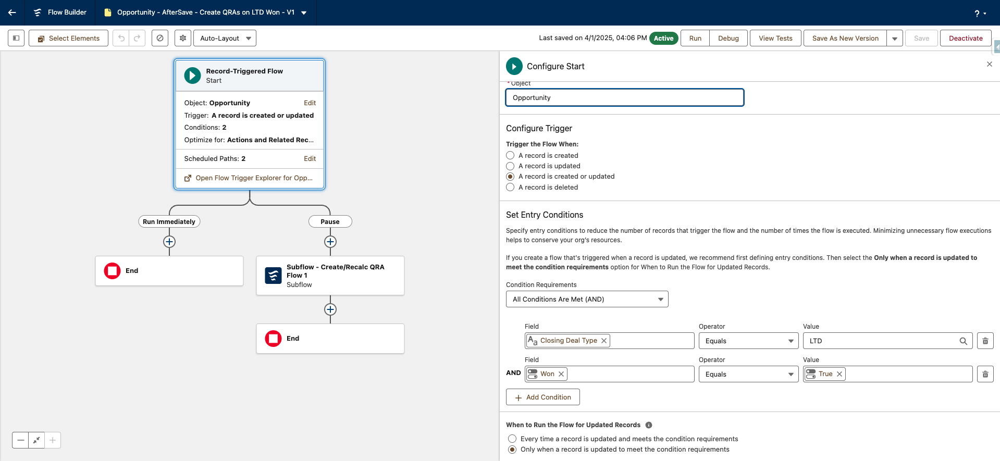 Flow Builder
Opportunity - AfterSave - Create QRAs on LTD Won - V1
?
Select Elements
Auto-Layout
Last saved on 4/1/2025, 04:06 PM
Active
Run
Debug
View Tests
Save As New Version
Save
Deactivate
Record-Triggered Flow
Start
Object: Opportunity
Edit
Trigger: A record is created or updated
Conditions: 2
Optimize for: Actions and Related Rec...
Scheduled Paths: 2
Edit
Open Flow Trigger Explorer for Opp...
Run Immediately
Pause
End
Subflow - Create/Recalc QRA
Flow 1
Subflow
End
Configure Start
* Object
Opportunity
Configure Trigger
Trigger the Flow When:
A record is created
A record is updated
A record is created or updated
A record is deleted
Set Entry Conditions
Specify entry conditions to reduce the number of records that trigger the flow and the number of times the flow is executed. Minimizing unnecessary flow executions
helps to conserve your org's resources.
If you create a flow that's triggered when a record is updated, we recommend first defining entry conditions. Then select the Only when a record is updated to
meet the condition requirements option for When to Run the Flow for Updated Records.
Condition Requirements
All Conditions Are Met (AND)
Field
Operator
Value
Aa Closing Deal Type
Equals
LTD
Field
Operator
Value
AND
Won
Equals
True
Add Condition
When to Run the Flow for Updated Records
Every time a record is updated and meets the condition requirements
Only when a record is updated to meet the condition requirements